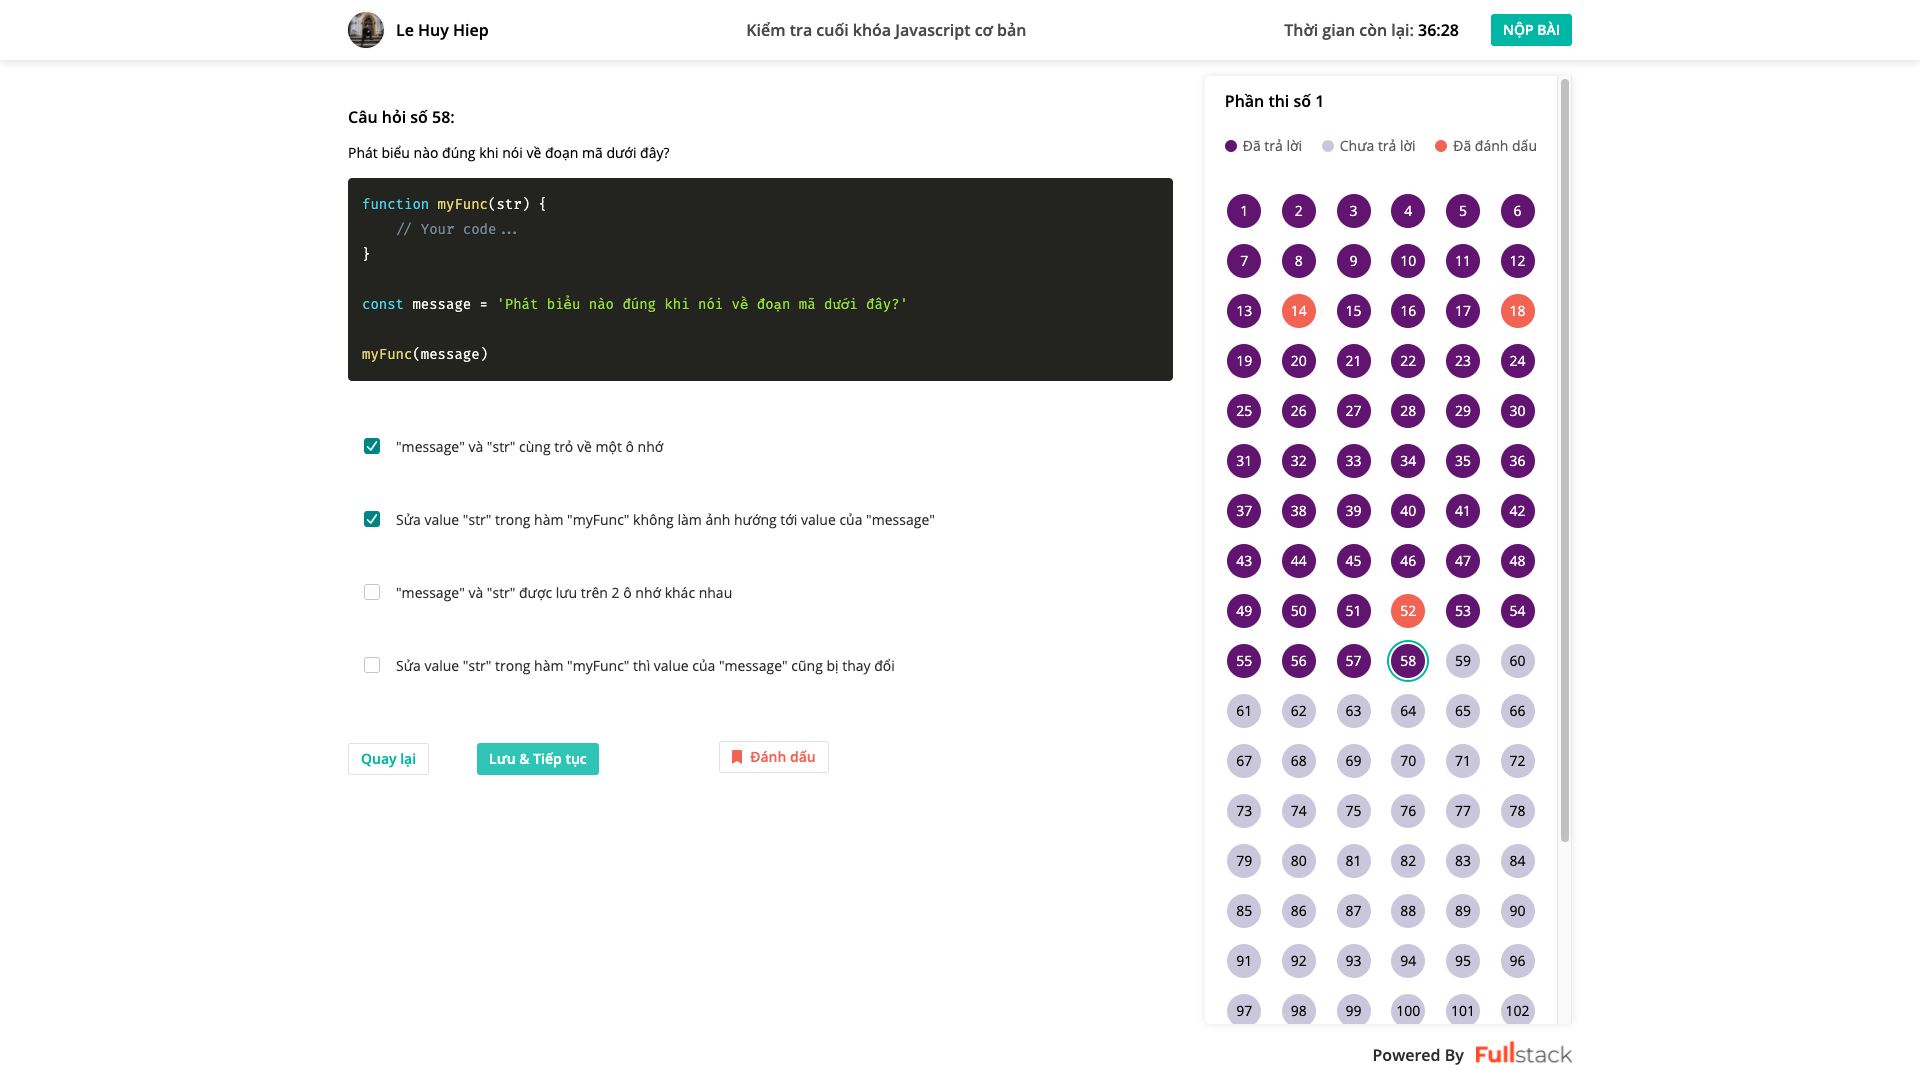 Le Huy Hiep
Kiểm tra cuối khóa Javascript cơ bản
Thời gian còn lại: 36:28
NỘP BÀI
Câu hỏi số 58:
Phát biểu nào đúng khi nói về đoạn mã dưới đây?
function myFunc(str) {
// Your code...
}
const message = 'Phát biểu nào đúng khi nói về đoạn mã dưới đây?'
myFunc(message)
"message" và "str" cùng trỏ về một ô nhớ
Sửa value "str" trong hàm "myFunc" không làm ảnh hướng tới value của "message"
"message" và "str" được lưu trên 2 ô nhớ khác nhau
Sửa value "str" trong hàm "myFunc" thì value của "message" cũng bị thay đổi
Quay lại
Lưu & Tiếp tục
Đánh dấu
Phần thi số 1
Đã trả lời Chưa trả lời Đã đánh dấu
1 2 3 4 5 6
7 8 9 10 11 12
13 14 15 16 17 18
19 20 21 22 23 24
25 26 27 28 29 30
31 32 33 34 35 36
37 38 39 40 41 42
43 44 45 46 47 48
49 50 51 52 53 54
55 56 57 58 59 60
61 62 63 64 65 66
67 68 69 70 71 72
73 74 75 76 77 78
79 80 81 82 83 84
85 86 87 88 89 90
91 92 93 94 95 96
97 98 99 100 101 102
Powered By Fullstack